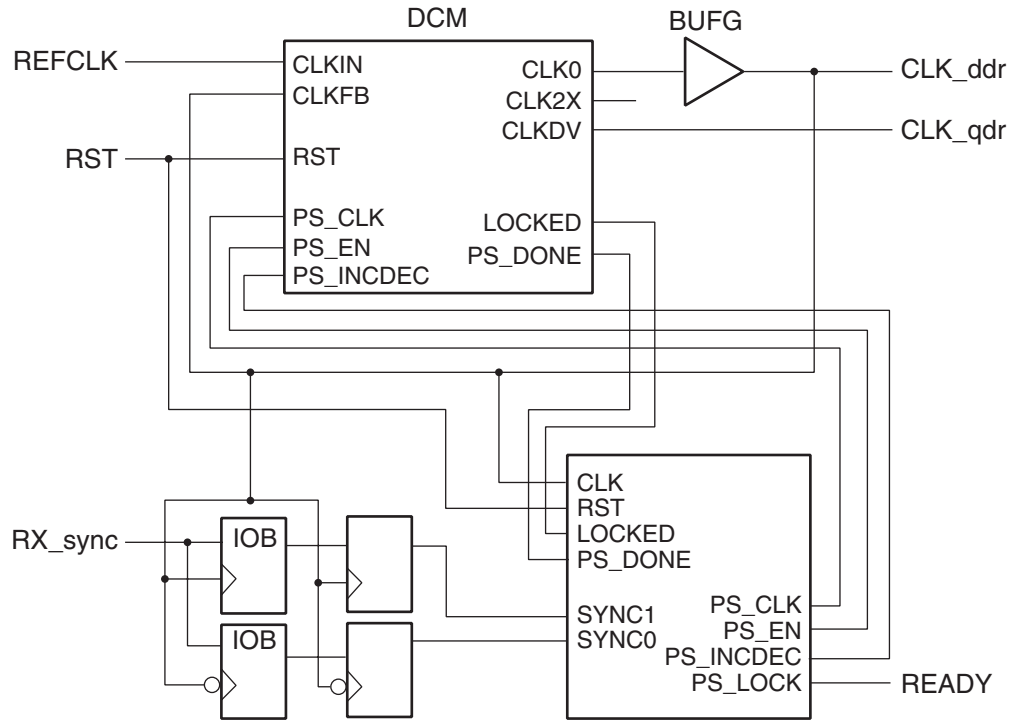 DCM
BUFG
REFCLK
CLKIN
CLK0
CLK_ddr
CLKFB
CLK2X
CLKDV
CLK_qdr
RST
RST
PS_CLK
LOCKED
PS_EN
PS_DONE
PS_INCDEC
CLK
RST
RX_sync
IOB
LOCKED
PS_DONE
PS_CLK
SYNC1
PS_EN
IOB
SYNC0
PS_INCDEC
PS_LOCK
READY